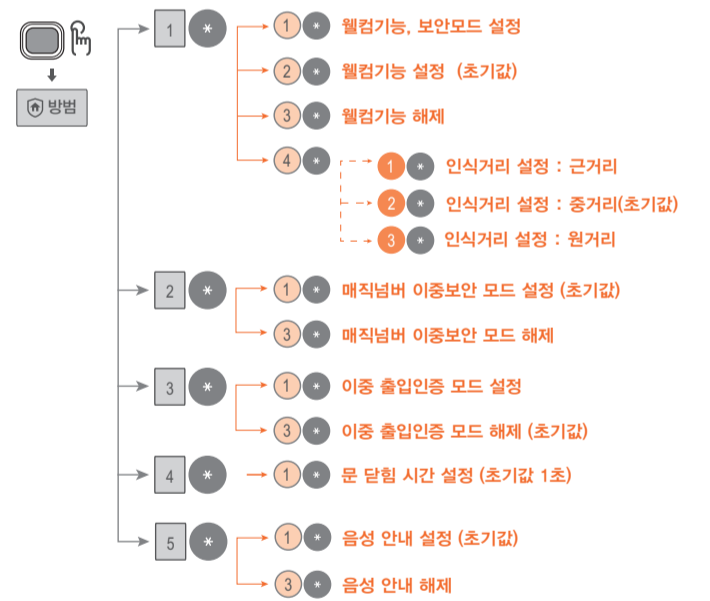 방범
1 * 1 * 웰컴기능, 보안모드 설정
2 * 웰컴기능 설정 (초기값)
3 * 웰컴기능 해제
4 * 1 * 인식거리 설정 : 근거리
2 * 인식거리 설정 : 중거리(초기값)
3 * 인식거리 설정 : 원거리
2 * 1 * 매직넘버 이중보안 모드 설정 (초기값)
3 * 매직넘버 이중보안 모드 해제
3 * 1 * 이중 출입인증 모드 설정
3 * 이중 출입인증 모드 해제 (초기값)
4 * 1 * 문 닫힘 시간 설정 (초기값 1초)
5 * 1 * 음성 안내 설정 (초기값)
3 * 음성 안내 해제